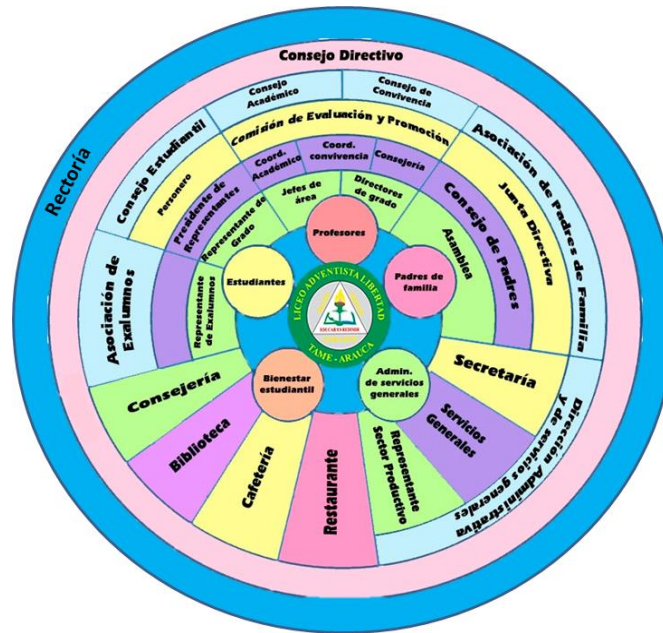 Rectoría
Consejo Directivo
Consejo
Académico
Consejo de
Convivencia
Comisión de Evaluación y Promoción
Coord.
Académico
Coord.
convivencia
Consejería
Jefes de
área
Directores
de grado
Profesores
Consejo Estudiantil
Personero
Presidente de
Representantes
Representante de
Grado
Estudiantes
Asociación de Padres de Familia
Junta Directiva
Consejo de Padres
Asamblea
Padres de
familia
Asociación de
Exalumnos
Representante
de Exalumnos
LICEO ADVENTISTA LIBERTAD
EDUCAR ES REDIMIR
TAME - ARAUCA
Bienestar
estudiantil
Admin.
de servicios
generales
Consejería
Biblioteca
Cafetería
Restaurante
Representante
Sector Productivo
Servicios
Generales
Secretaría
Dirección Administrativa
y de servicios generales